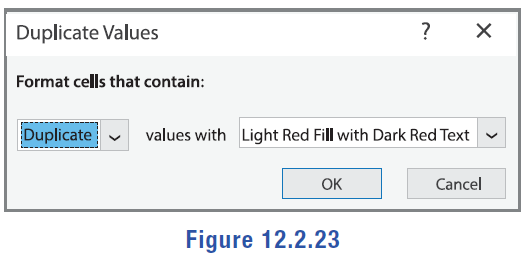 Duplicate Values ? ×
Format cells that contain:
Duplicate values with Light Red Fill with Dark Red Text
OK Cancel
Figure 12.2.23